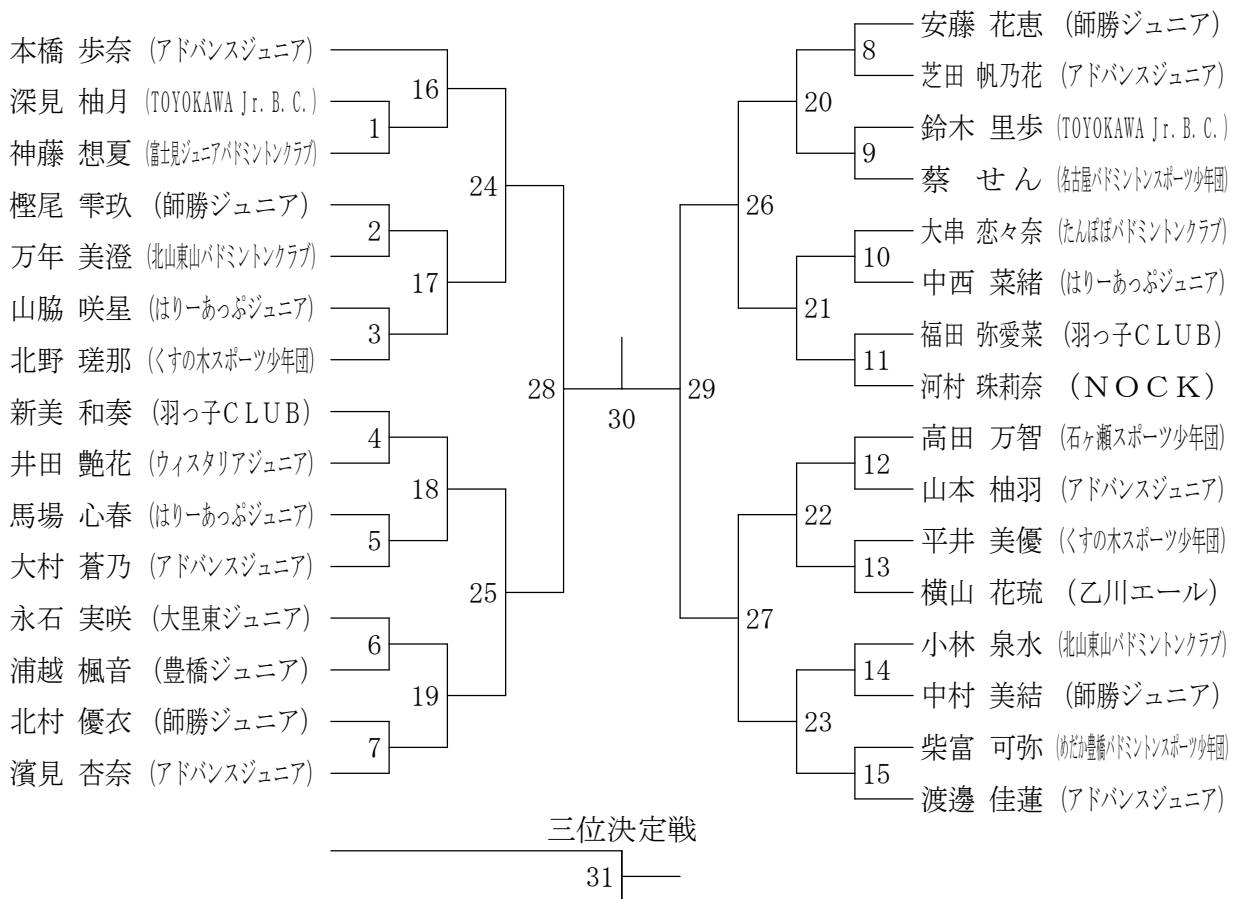 本橋 歩奈 (アドバンスジュニア)
深見 柚月 (TOYOKAWA Jr. B. C.)
神藤 想夏 (富士見ジュニアバドミントンクラブ)
樫尾 雫玖 (師勝ジュニア)
万年 美澄 (北山東山バドミントンクラブ)
山脇 咲星 (はりーあっぷジュニア)
北野 瑳那 (くすの木スポーツ少年団)
新美 和奏 (羽っ子CLUB)
井田 艶花 (ウィスタリアジュニア)
馬場 心春 (はりーあっぷジュニア)
大村 蒼乃 (アドバンスジュニア)
永石 実咲 (大里東ジュニア)
浦越 楓音 (豊橋ジュニア)
北村 優衣 (師勝ジュニア)
濱見 杏奈 (アドバンスジュニア)
1
2
3
4
5
6
7
16
17
18
19
24
25
28
30
29
26
27
20
21
22
23
8
9
10
11
12
13
14
15
安藤 花恵 (師勝ジュニア)
芝田 帆乃花 (アドバンスジュニア)
鈴木 里歩 (TOYOKAWA Jr. B. C.)
蔡 せん (名古屋バドミントンスポーツ少年団)
大串 恋々奈 (たんぽぽバドミントンクラブ)
中西 菜緒 (はりーあっぷジュニア)
福田 弥愛菜 (羽っ子CLUB)
河村 珠莉奈 (NOCK)
高田 万智 (石ヶ瀬スポーツ少年団)
山本 柚羽 (アドバンスジュニア)
平井 美優 (くすの木スポーツ少年団)
横山 花琉 (乙川エール)
小林 泉水 (北山東山バドミントンクラブ)
中村 美結 (師勝ジュニア)
柴富 可弥 (めだか豊橋バドミントンスポーツ少年団)
渡邊 佳蓮 (アドバンスジュニア)
三位決定戦
31